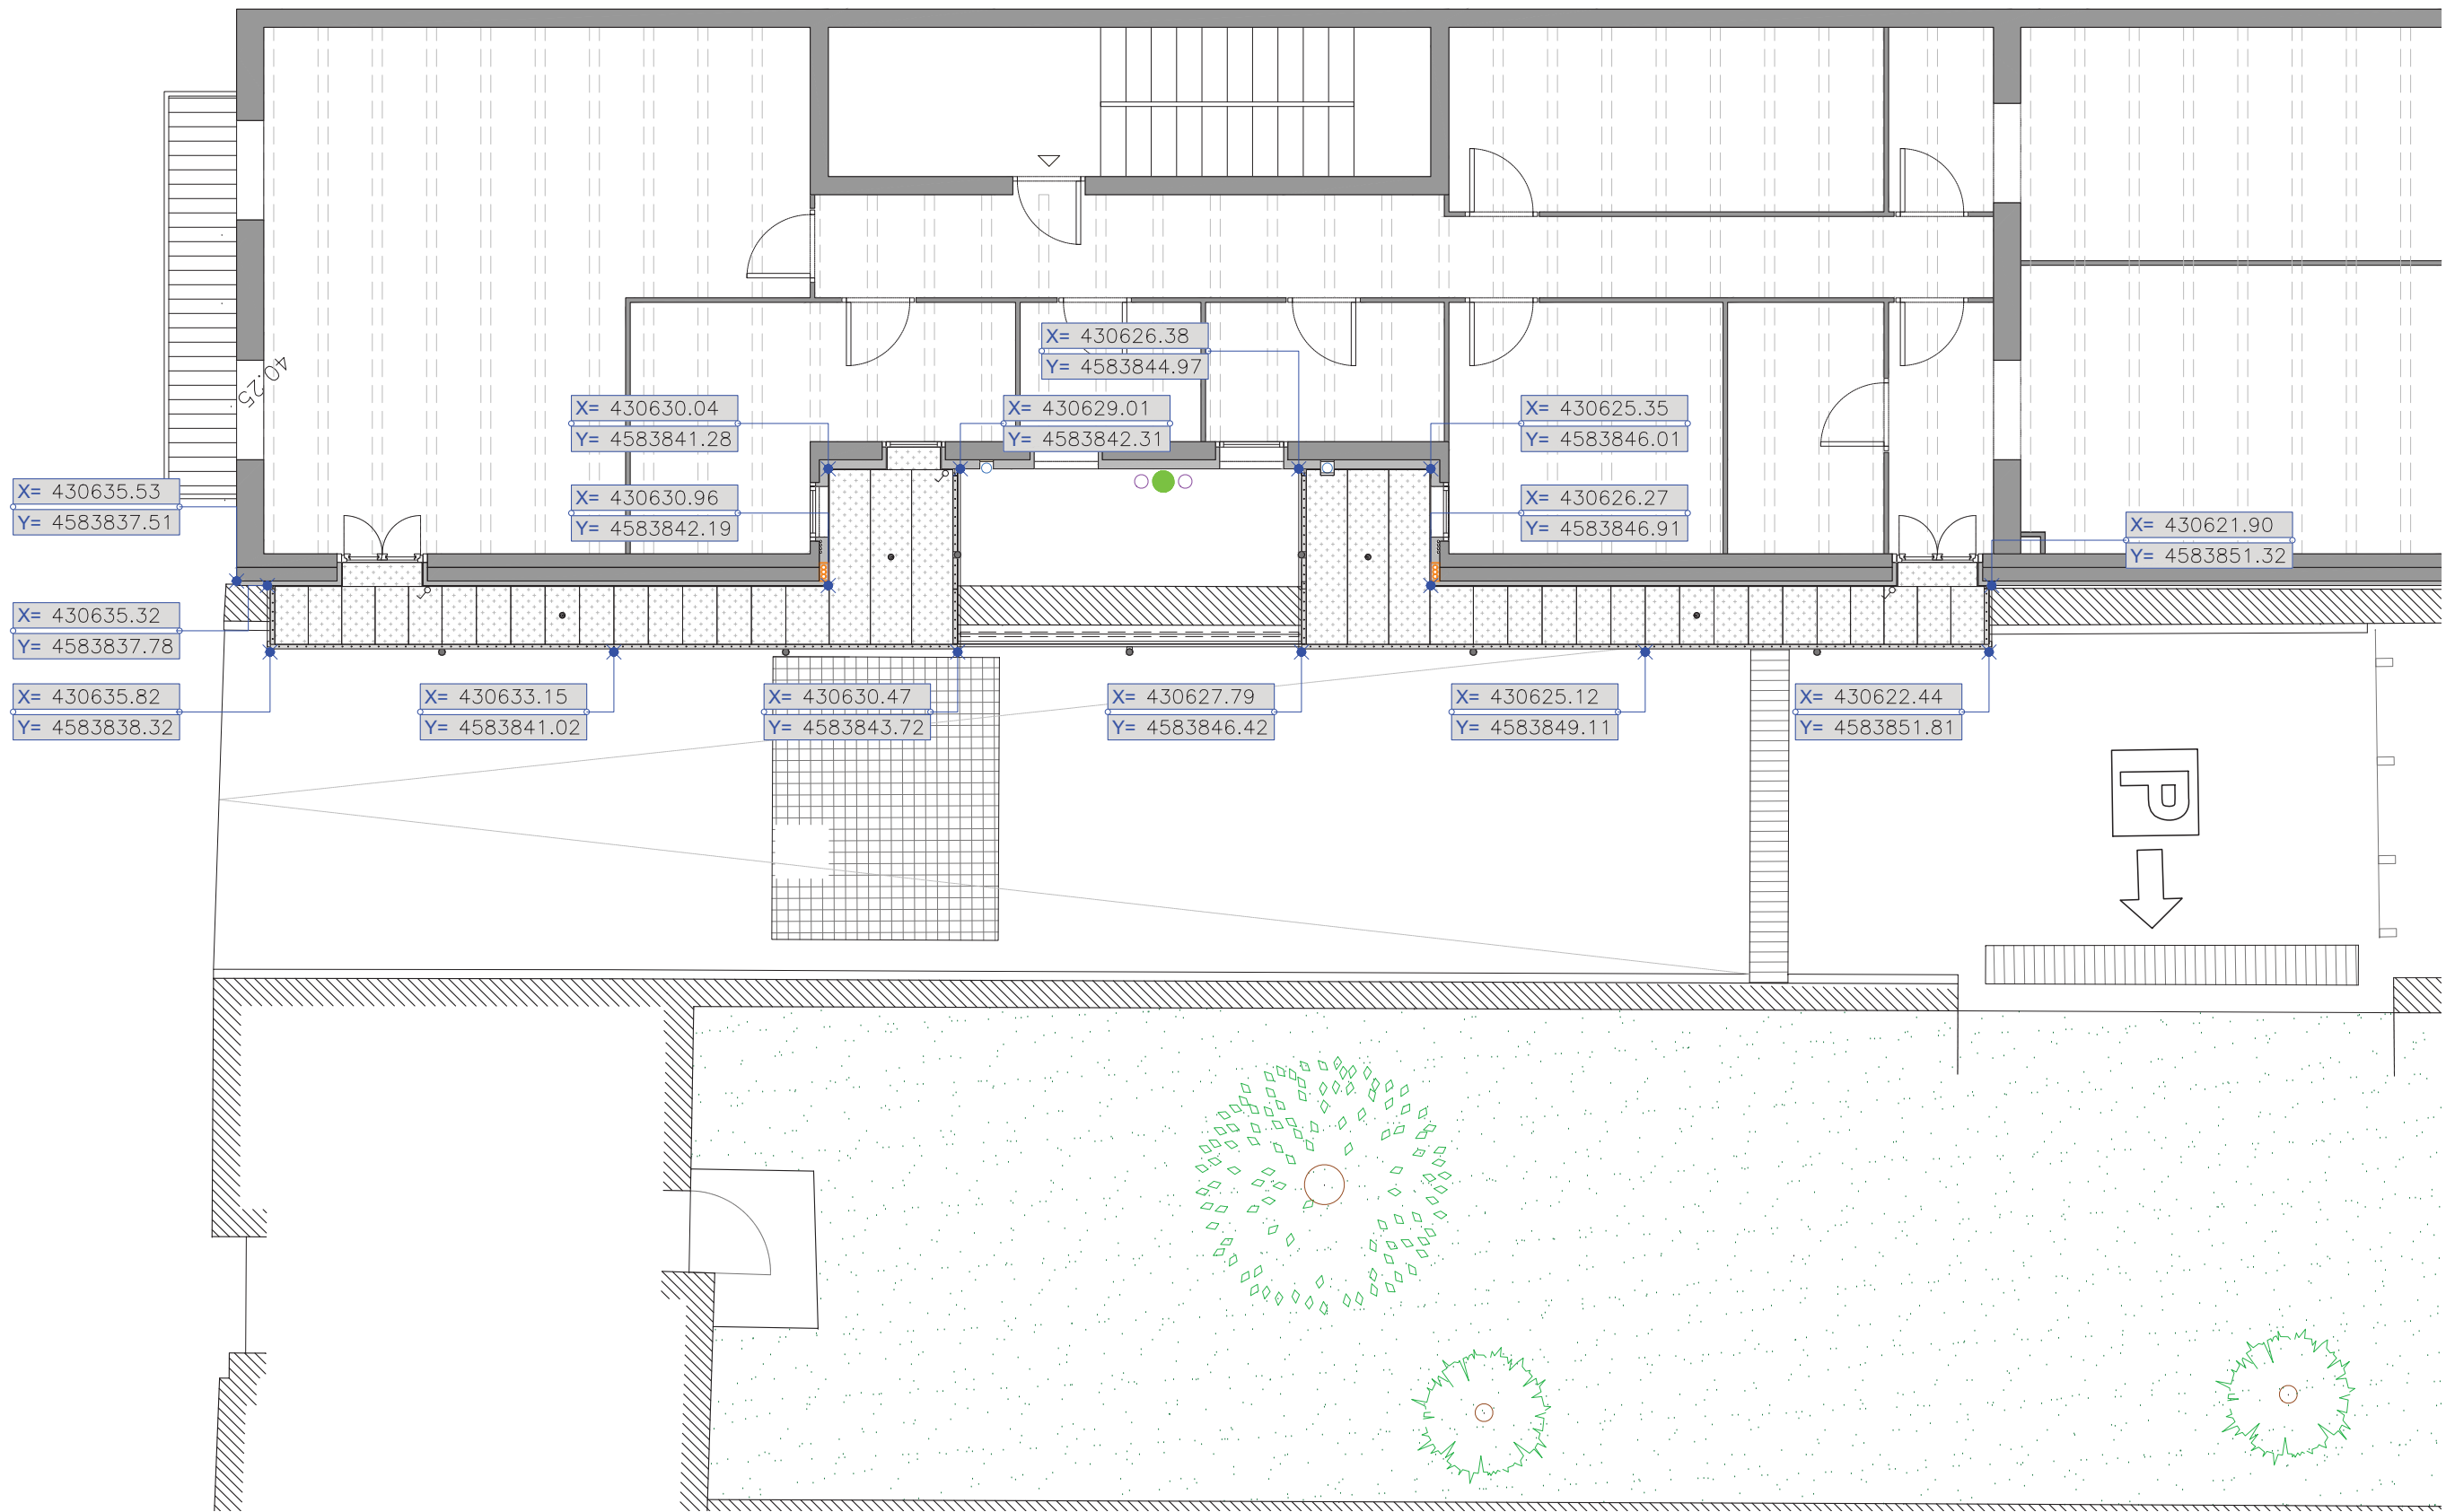 X= 430626.38
Y= 4583844.97
40.25
X= 430630.04
Y= 4583841.28
X= 430629.01
Y= 4583842.31
X= 430625.35
Y= 4583846.01
X= 430635.53
Y= 4583837.51
X= 430630.96
Y= 4583842.19
X= 430626.27
Y= 4583846.91
X= 430621.90
Y= 4583851.32
X= 430635.32
Y= 4583837.78
X= 430635.82
Y= 4583838.32
X= 430633.15
Y= 4583841.02
X= 430630.47
Y= 4583843.72
X= 430627.79
Y= 4583846.42
X= 430625.12
Y= 4583849.11
X= 430622.44
Y= 4583851.81
P